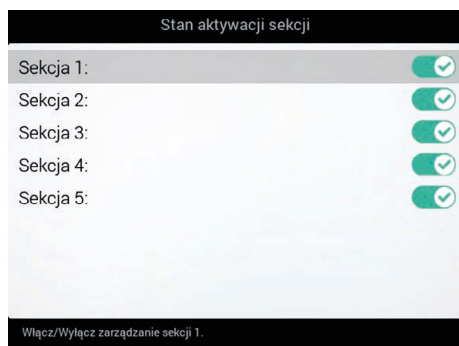 Stan aktywacji sekcji
Sekcja 1:
Sekcja 2:
Sekcja 3:
Sekcja 4:
Sekcja 5:
Włącz/Wyłącz zarządzanie sekcji 1.